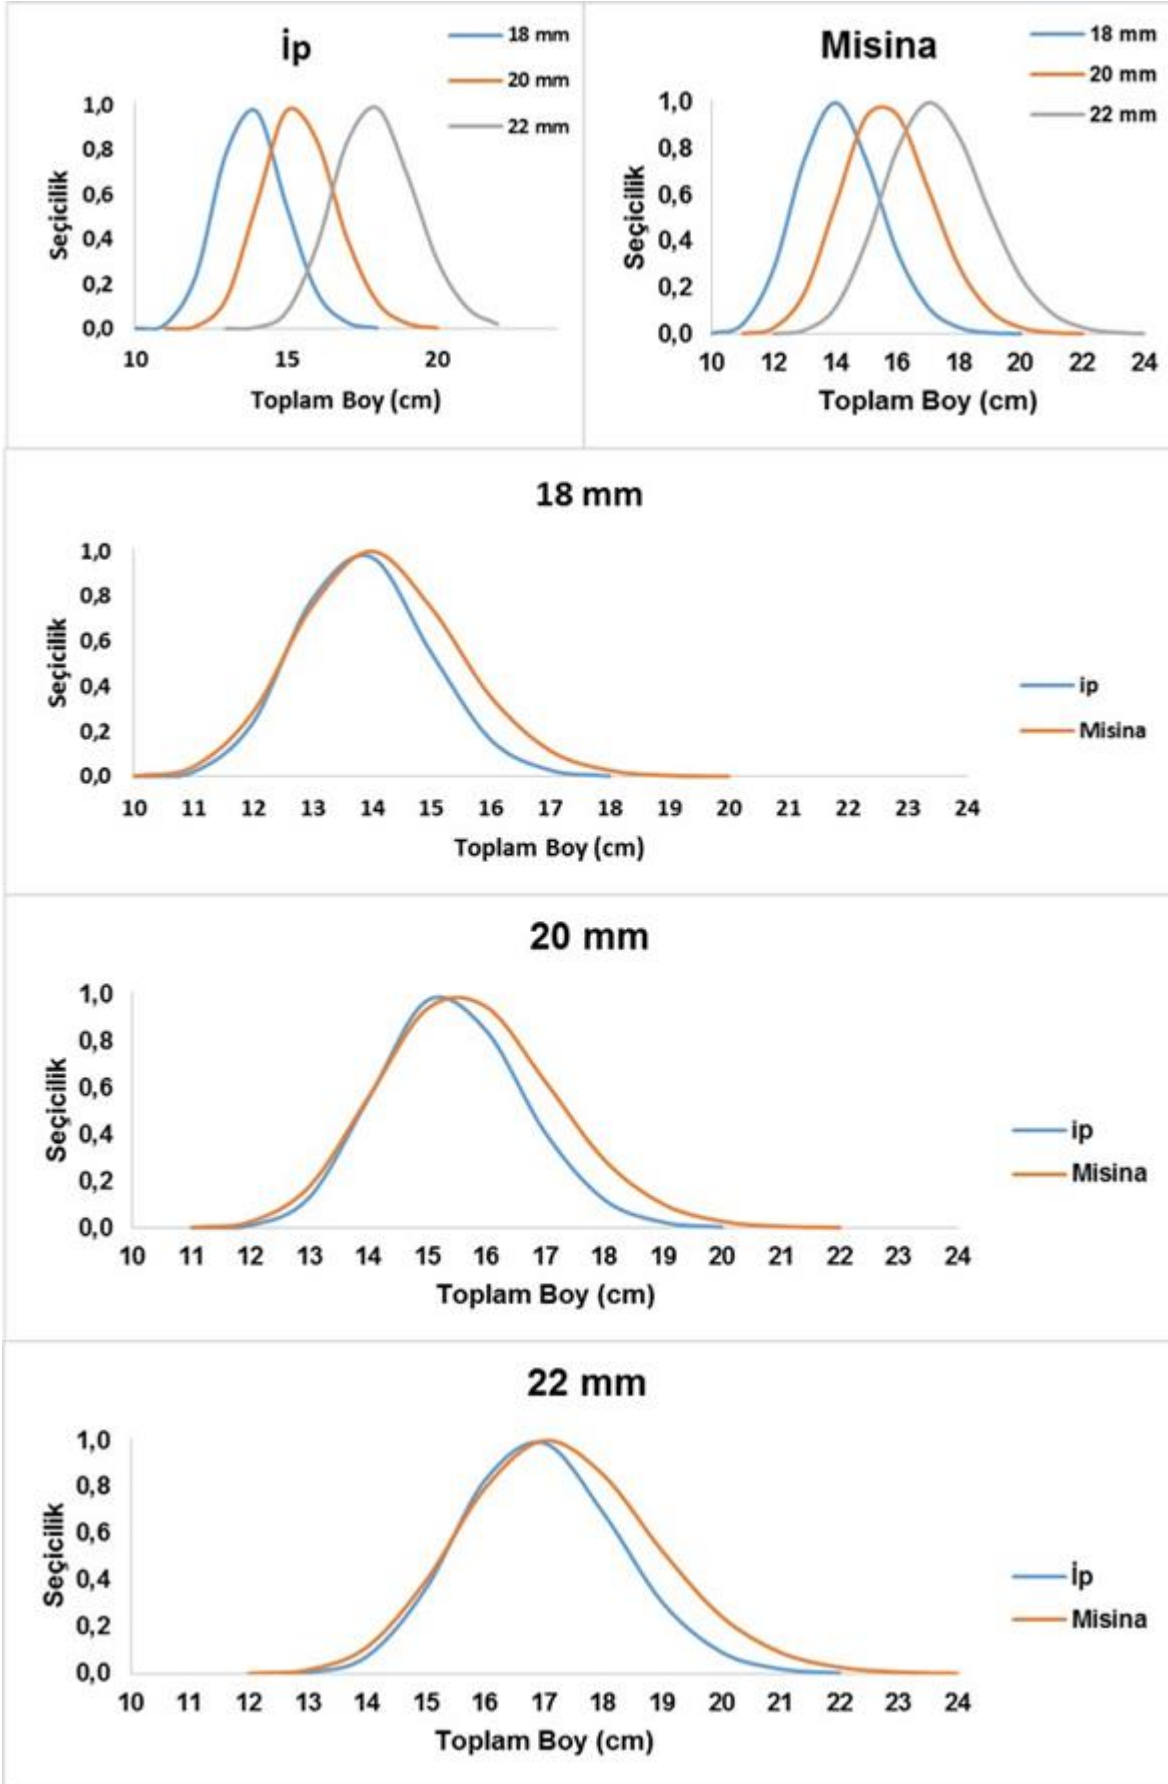 İp
18 mm
20 mm
22 mm
1,0
0,8
0,6
0,4
0,2
0,0
Seçicilik
10 15 20
Toplam Boy (cm)
Misina
18 mm
20 mm
22 mm
1,0
0,8
0,6
0,4
0,2
0,0
Seçicilik
10 12 14 16 18 20 22 24
Toplam Boy (cm)
18 mm
1,0
0,8
0,6
0,4
0,2
0,0
Seçicilik
10 11 12 13 14 15 16 17 18 19 20 21 22 23 24
Toplam Boy (cm)
ip
Misina
20 mm
1,0
0,8
0,6
0,4
0,2
0,0
Seçicilik
10 11 12 13 14 15 16 17 18 19 20 21 22 23 24
Toplam Boy (cm)
ip
Misina
22 mm
1,0
0,8
0,6
0,4
0,2
0,0
Seçicilik
10 11 12 13 14 15 16 17 18 19 20 21 22 23 24
Toplam Boy (cm)
İp
Misina